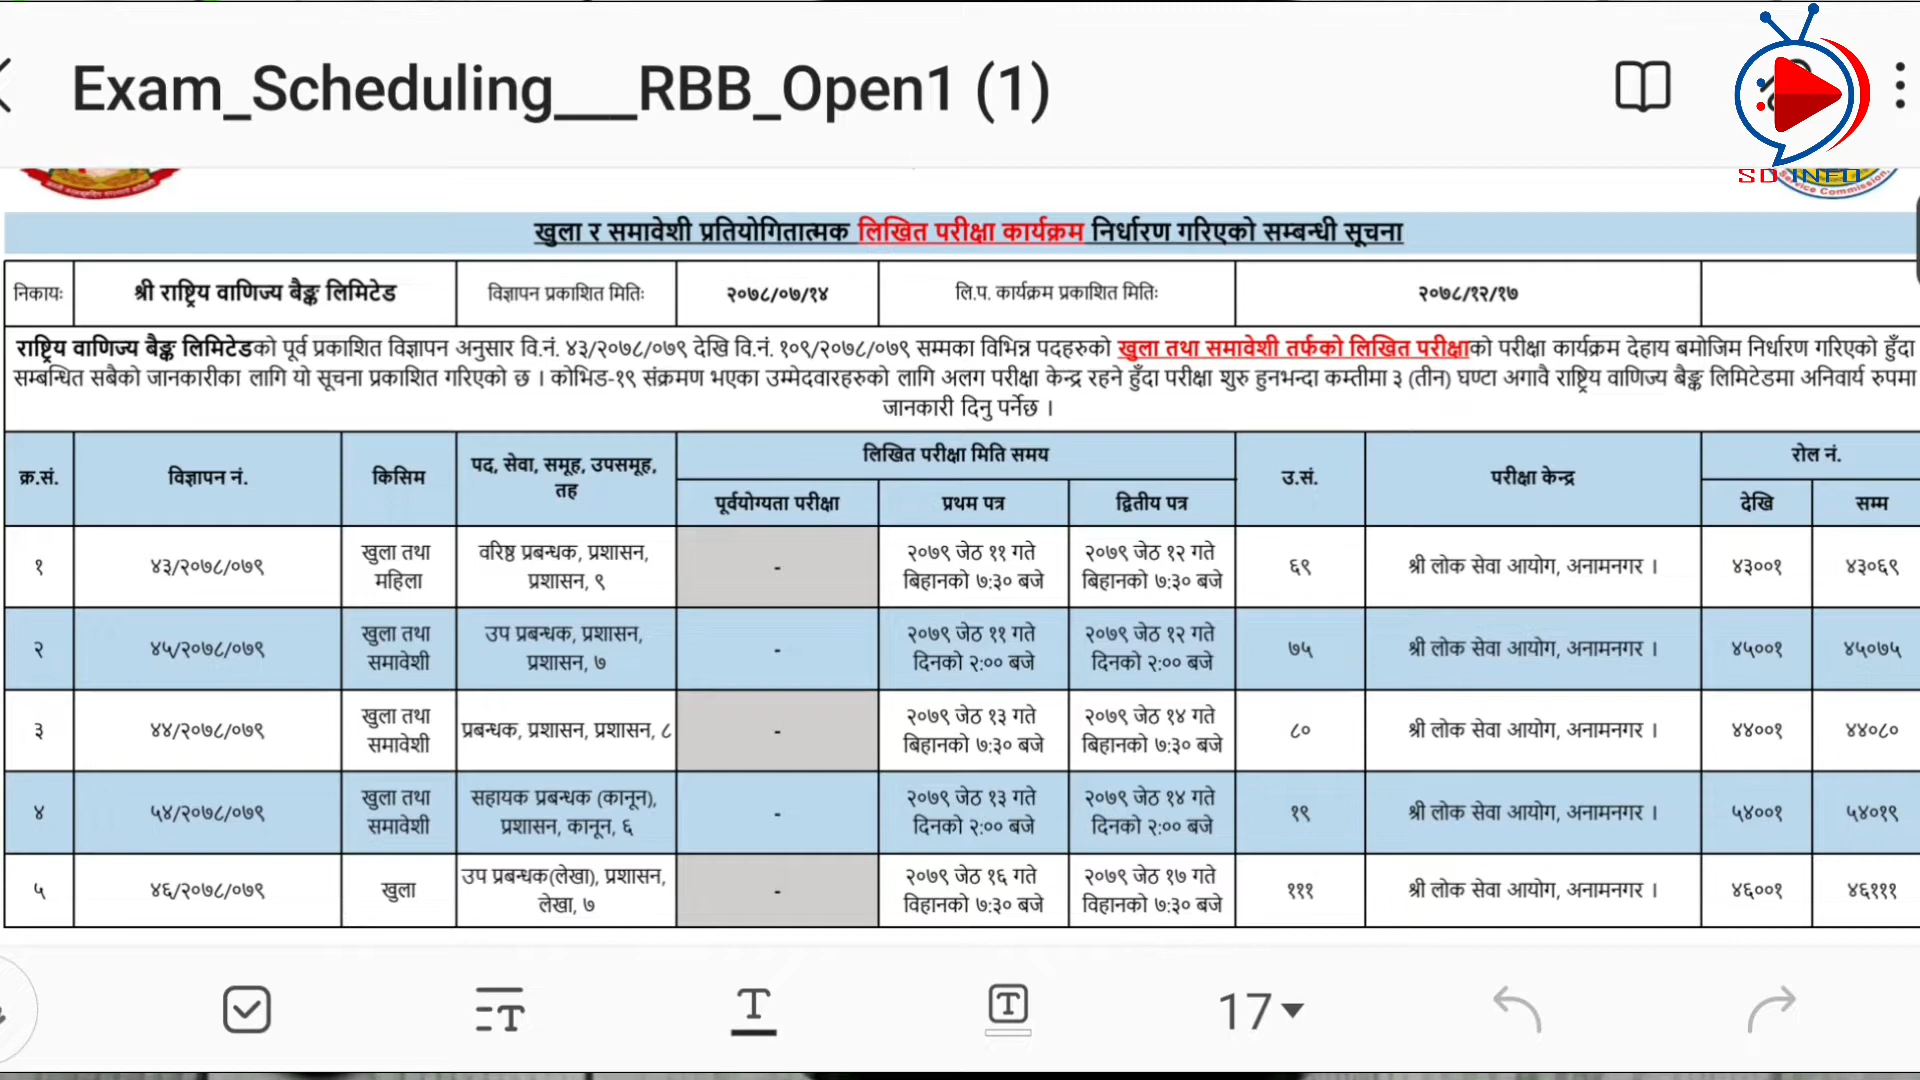 Exam_Scheduling___RBB_Open1 (1)
SD INFO
Service Commission,
खुला र समावेशी प्रतियोगितात्मक लिखित परीक्षा कार्यक्रम निर्धारण गरिएको सम्बन्धी सूचना
निकायः श्री राष्ट्रिय वाणिज्य बैङ्क लिमिटेड विज्ञापन प्रकाशित मितिः २०७८/०७/१४ लि.प. कार्यक्रम प्रकाशित मितिः २०७८/१२/१७
राष्ट्रिय वाणिज्य बैङ्क लिमिटेडको पूर्व प्रकाशित विज्ञापन अनुसार वि.नं. ४३/२०७८/०७९ देखि वि.नं. १०९/२०७८/०७९ सम्मका विभिन्न पदहरुको खुला तथा समावेशी तर्फको लिखित परीक्षाको परीक्षा कार्यक्रम देहाय बमोजिम निर्धारण गरिएको हुँदा
सम्बन्धित सबैको जानकारीका लागि यो सूचना प्रकाशित गरिएको छ । कोभिड-१९ संक्रमण भएका उम्मेदवारहरुको लागि अलग परीक्षा केन्द्र रहने हुँदा परीक्षा शुरु हुनभन्दा कम्तीमा ३ (तीन) घण्टा अगावै राष्ट्रिय वाणिज्य बैङ्क लिमिटेडमा अनिवार्य रुपमा
जानकारी दिनु पर्नेछ ।
क्र.सं. विज्ञापन नं. किसिम पद, सेवा, समूह, उपसमूह, तह लिखित परीक्षा मिति समय उ.सं. परीक्षा केन्द्र रोल नं.
पूर्वयोग्यता परीक्षा प्रथम पत्र द्वितीय पत्र देखि सम्म
१ ४३/२०७८/०७९ खुला तथा महिला वरिष्ठ प्रबन्धक, प्रशासन, प्रशासन, ९ - २०७९ जेठ ११ गते बिहानको ७:३० बजे २०७९ जेठ १२ गते बिहानको ७:३० बजे ६९ श्री लोक सेवा आयोग, अनामनगर । ४३००१ ४३०६९
२ ४५/२०७८/०७९ खुला तथा समावेशी उप प्रबन्धक, प्रशासन, प्रशासन, ७ - २०७९ जेठ ११ गते दिनको २:०० बजे २०७९ जेठ १२ गते दिनको २:०० बजे ७५ श्री लोक सेवा आयोग, अनामनगर । ४५००१ ४५०७५
३ ४४/२०७८/०७९ खुला तथा समावेशी प्रबन्धक, प्रशासन, प्रशासन, ८ - २०७९ जेठ १३ गते बिहानको ७:३० बजे २०७९ जेठ १४ गते बिहानको ७:३० बजे ८० श्री लोक सेवा आयोग, अनामनगर । ४४००१ ४४०८०
४ ५४/२०७८/०७९ खुला तथा समावेशी सहायक प्रबन्धक (कानून), प्रशासन, कानून, ६ - २०७९ जेठ १३ गते दिनको २:०० बजे २०७९ जेठ १४ गते दिनको २:०० बजे १९ श्री लोक सेवा आयोग, अनामनगर । ५४००१ ५४०१९
५ ४६/२०७८/०७९ खुला उप प्रबन्धक(लेखा), प्रशासन, लेखा, ७ - २०७९ जेठ १६ गते विहानको ७:३० बजे २०७९ जेठ १७ गते विहानको ७:३० बजे १११ श्री लोक सेवा आयोग, अनामनगर । ४६००१ ४६१११
17